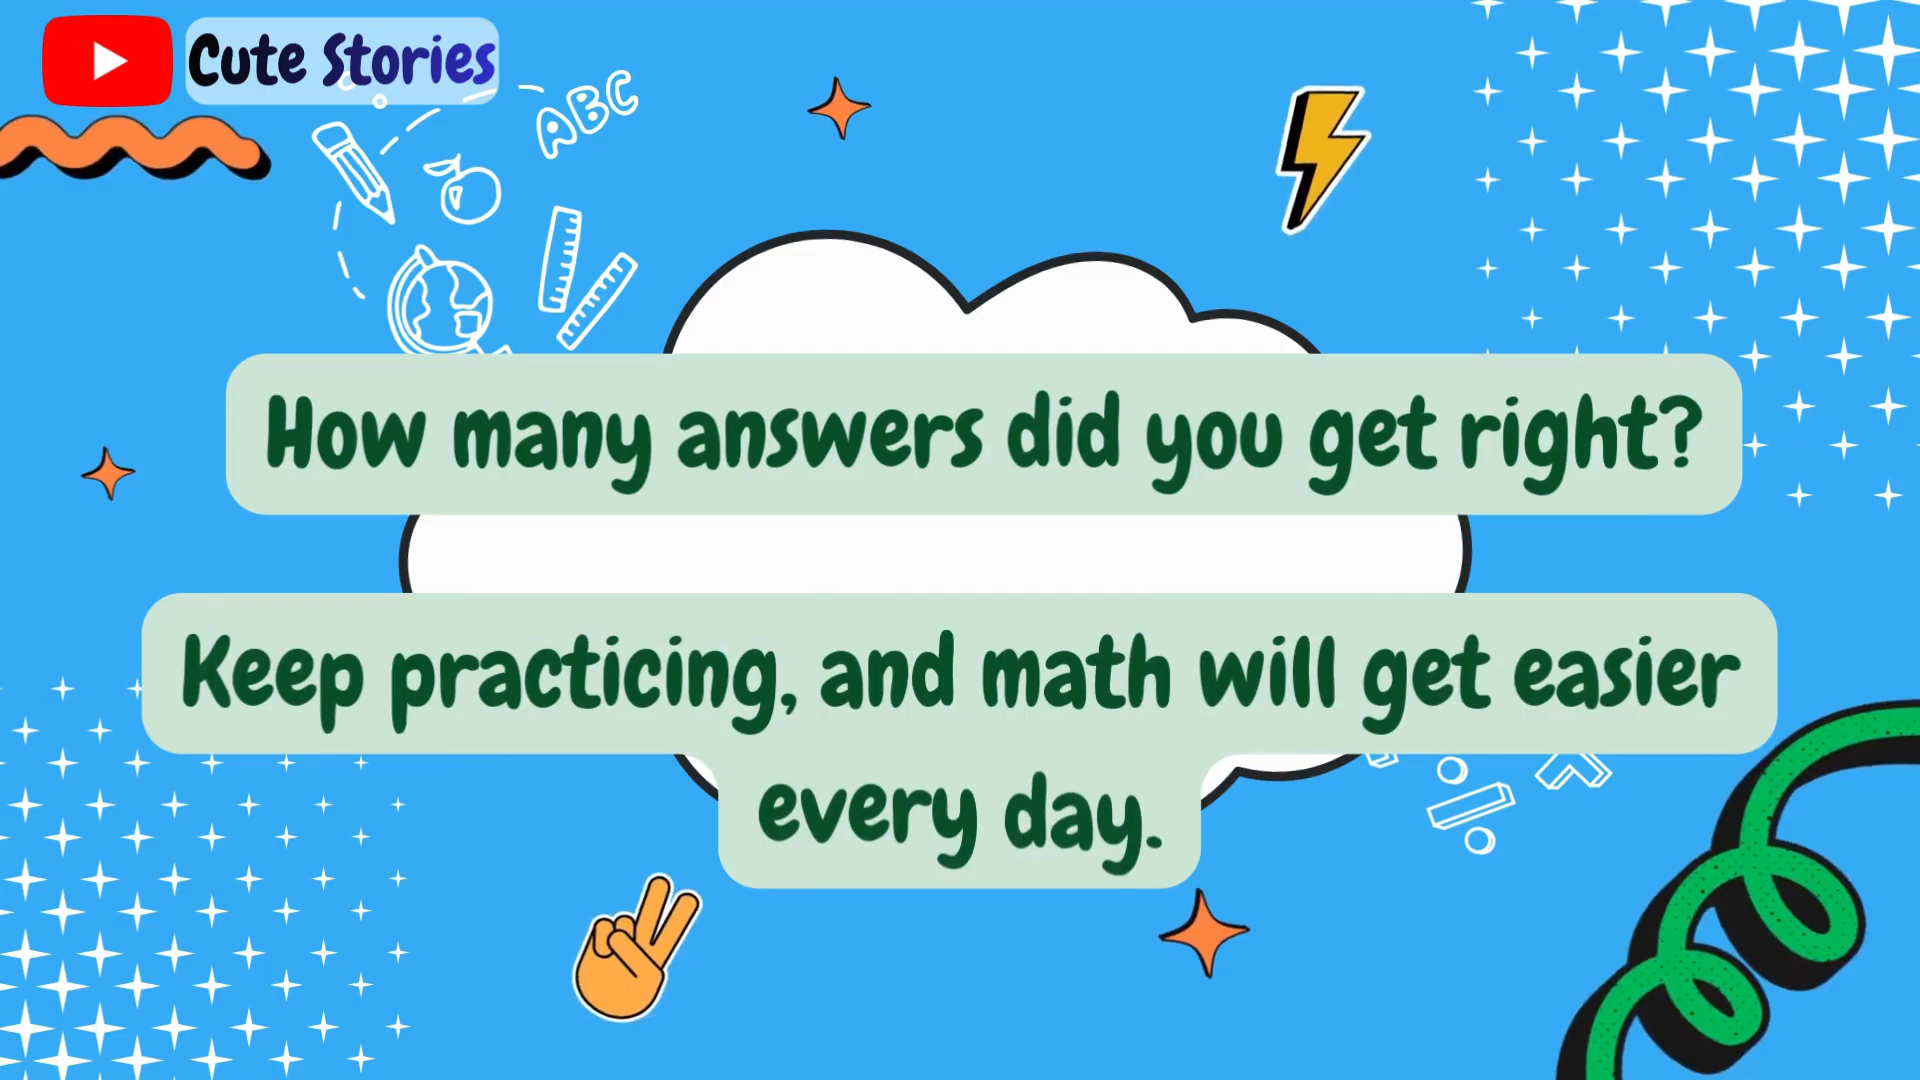 Cute Stories
ABC
How many answers did you get right?
Keep practicing, and math will get easier
every day.